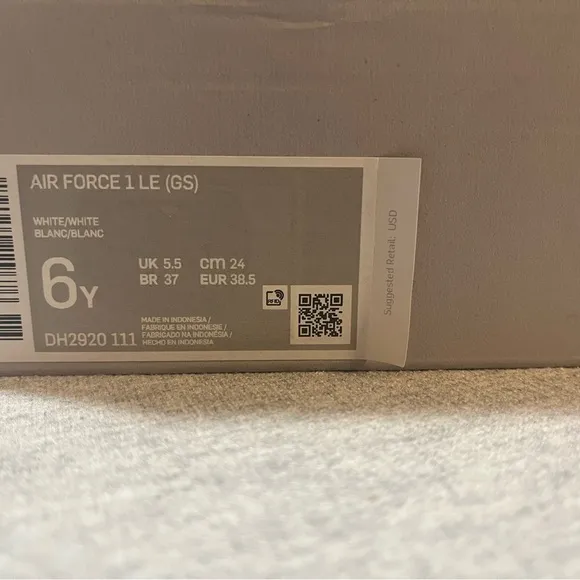 AIR FORCE 1 LE (GS)
WHITE/WHITE
BLANC/BLANC
6Y
UK 5.5 cm 24
BR 37 EUR 38.5
RFID
MADE IN INDONESIA /
FABRIQUE EN INDONESIE /
FABRICADO NA INDONÉSIA /
HECHO EN INDONESIA
DH2920 111
Suggested Retail: USD